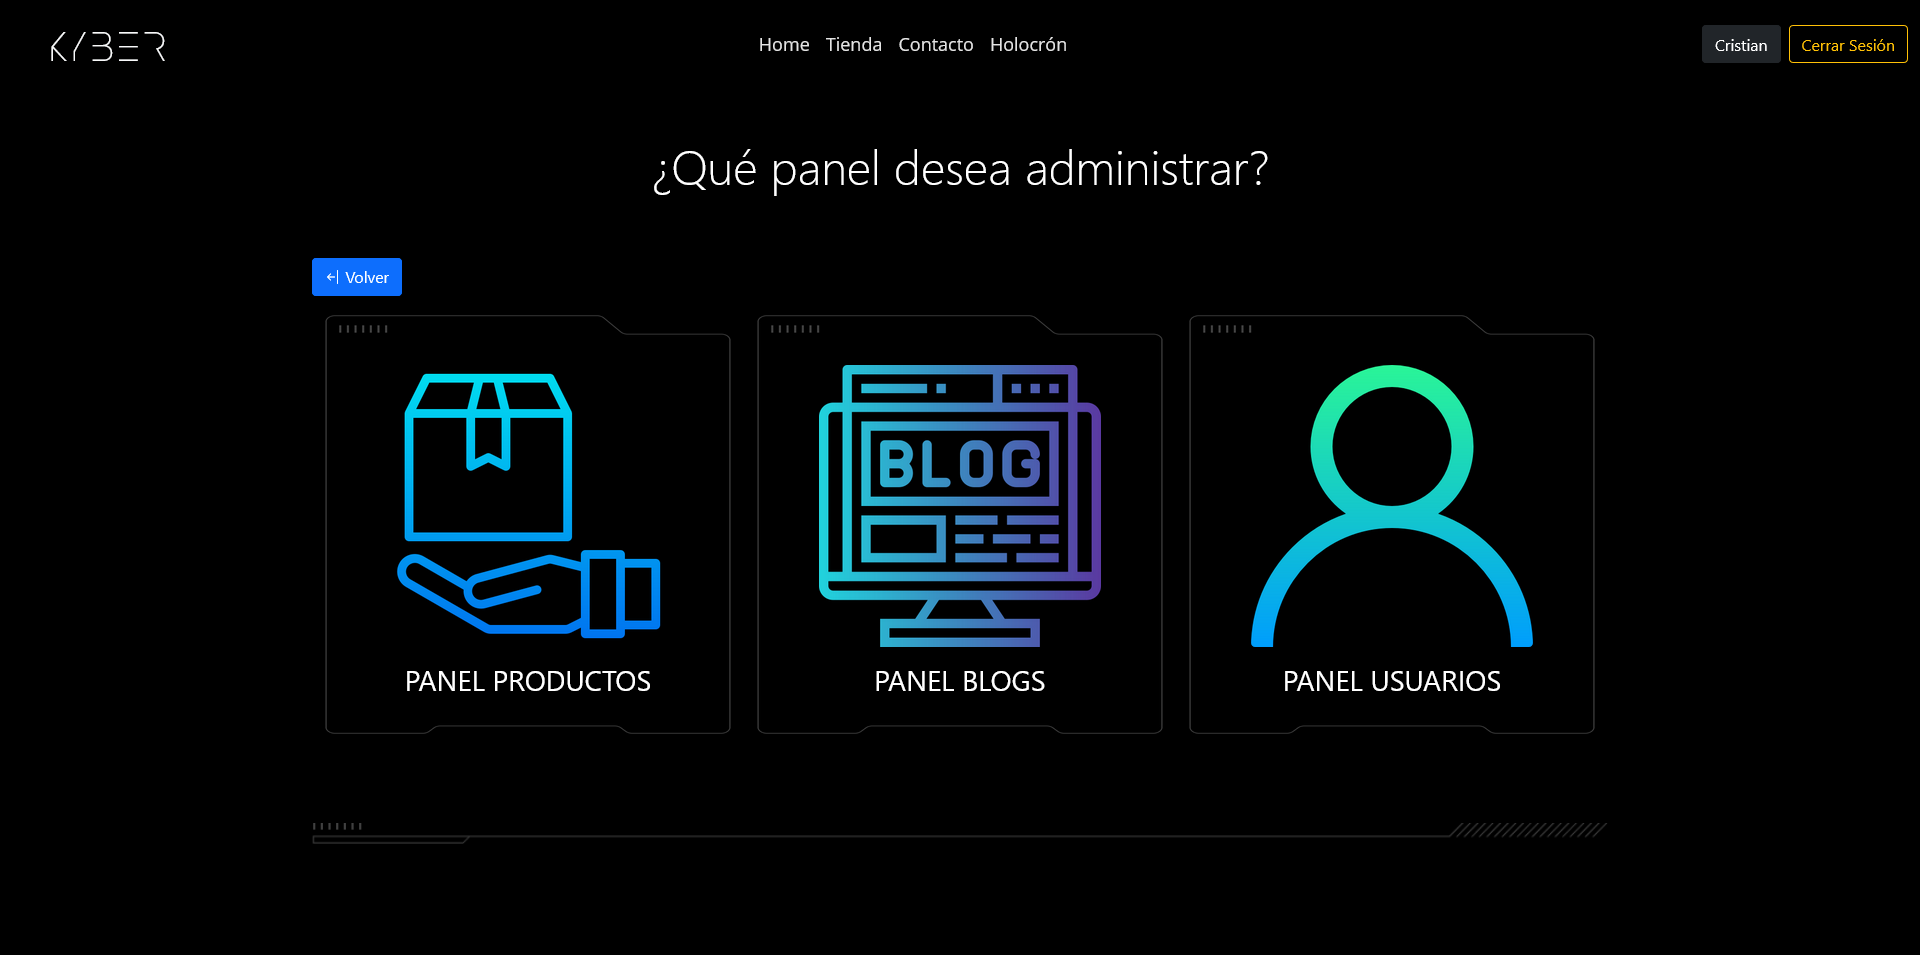 KYBER
Home Tienda Contacto Holocrón
Cristian Cerrar Sesión
¿Qué panel desea administrar?
Volver
BLOG
PANEL PRODUCTOS
PANEL BLOGS
PANEL USUARIOS